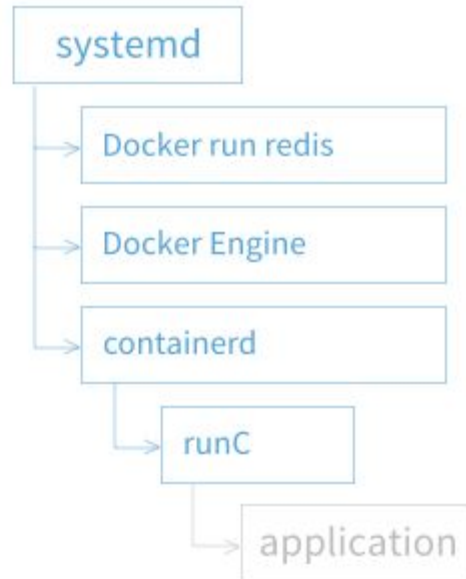 systemd
Docker run redis
Docker Engine
containerd
runC
application